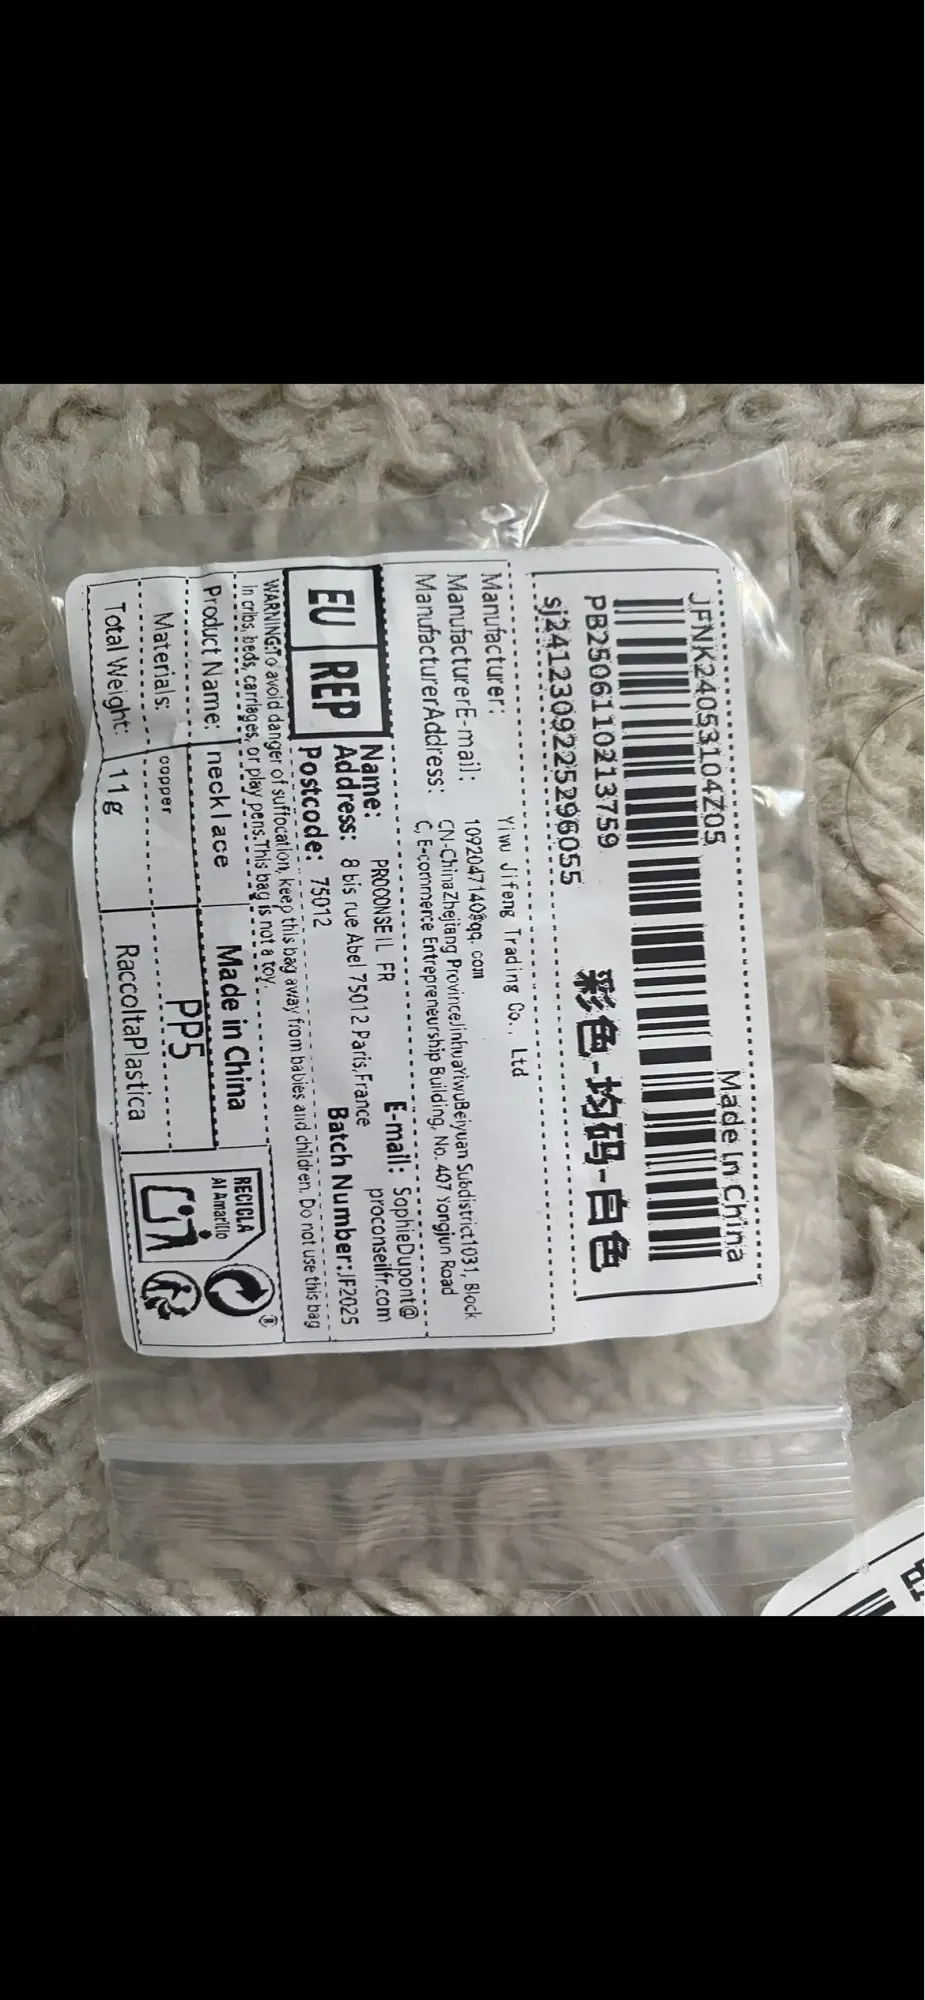 Made in China
JFNK24053104Z05
PB2506110213759
彩色-均码-白色
sj2412309225296055
Manufacturer: Yiwu Jifeng Trading Co., Ltd
ManufacturerE-mail: 1092047140@qq.com
ManufacturerAddress: CN-ChinaZhejiang ProvinceJinhuaYiwuBeiyuan Subdistrict1031, Block
C, E-commerce Entrepreneurship Building, No. 407 Yongjun Road
EU REP
Name: PROCONSEIL FR
E-mail: SophieDupont@
proconseilfr.com
Address: 8 bis rue Abel 75012 Paris,France
Postcode: 75012
Batch Number:JF2025
WARNING:To avoid danger of suffocation, keep this bag away from babies and children. Do not use this bag
in cribs, beds, carriages, or play pens.This bag is not a toy.
Product Name: necklace
Made in China
Materials: copper
PP5
Total Weight: 11g
RaccoltaPlastica
RECICLA
Al Amarillo
®